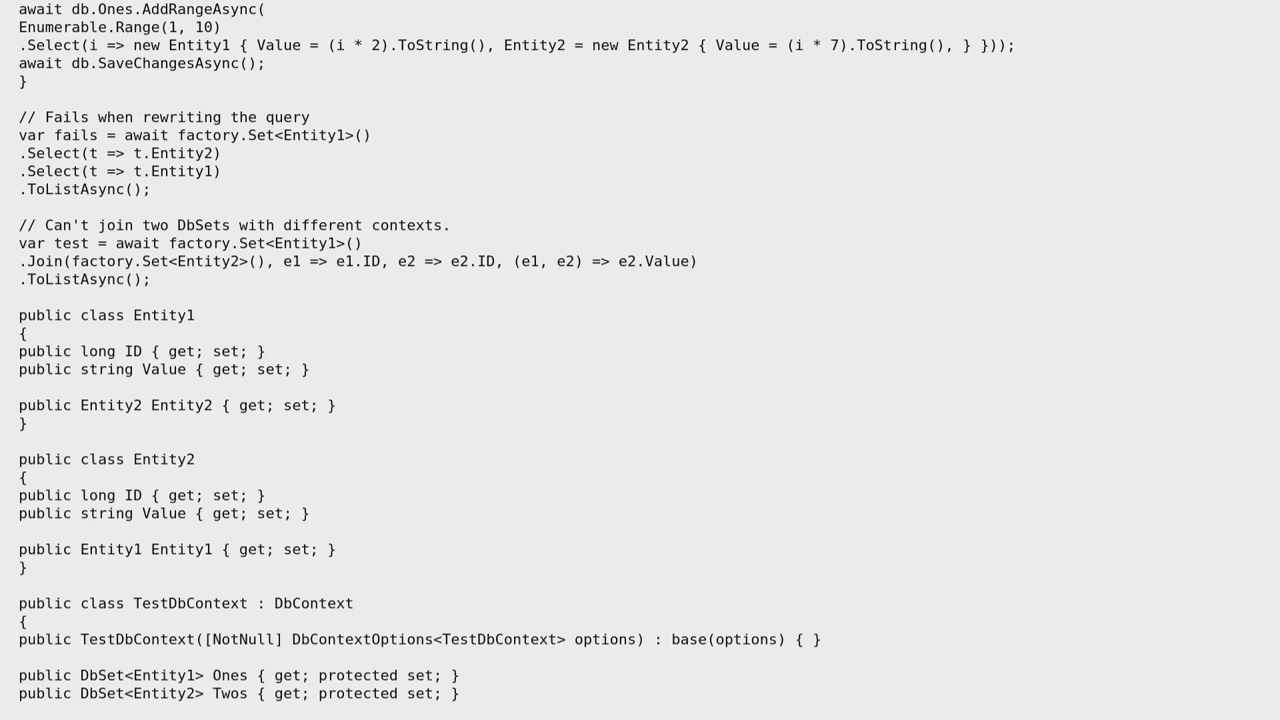 await db.Ones.AddRangeAsync(
Enumerable.Range(1, 10)
.Select(i => new Entity1 { Value = (i * 2).ToString(), Entity2 = new Entity2 { Value = (i * 7).ToString(), } }));
await db.SaveChangesAsync();
}

// Fails when rewriting the query
var fails = await factory.Set<Entity1>()
.Select(t => t.Entity2)
.Select(t => t.Entity1)
.ToListAsync();

// Can't join two DbSets with different contexts.
var test = await factory.Set<Entity1>()
.Join(factory.Set<Entity2>(), e1 => e1.ID, e2 => e2.ID, (e1, e2) => e2.Value)
.ToListAsync();

public class Entity1
{
public long ID { get; set; }
public string Value { get; set; }

public Entity2 Entity2 { get; set; }
}

public class Entity2
{
public long ID { get; set; }
public string Value { get; set; }

public Entity1 Entity1 { get; set; }
}

public class TestDbContext : DbContext
{
public TestDbContext([NotNull] DbContextOptions<TestDbContext> options) : base(options) { }

public DbSet<Entity1> Ones { get; protected set; }
public DbSet<Entity2> Twos { get; protected set; }